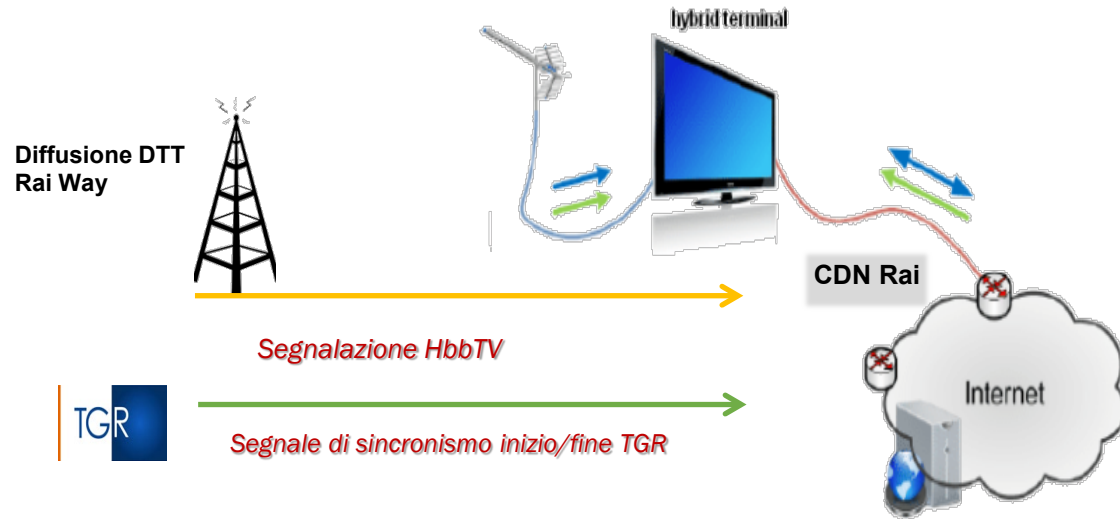 hybrid terminal
Diffusione DTT
Rai Way
CDN Rai
Segnalazione HbbTV
Internet
TGR
Segnale di sincronismo inizio/fine TGR